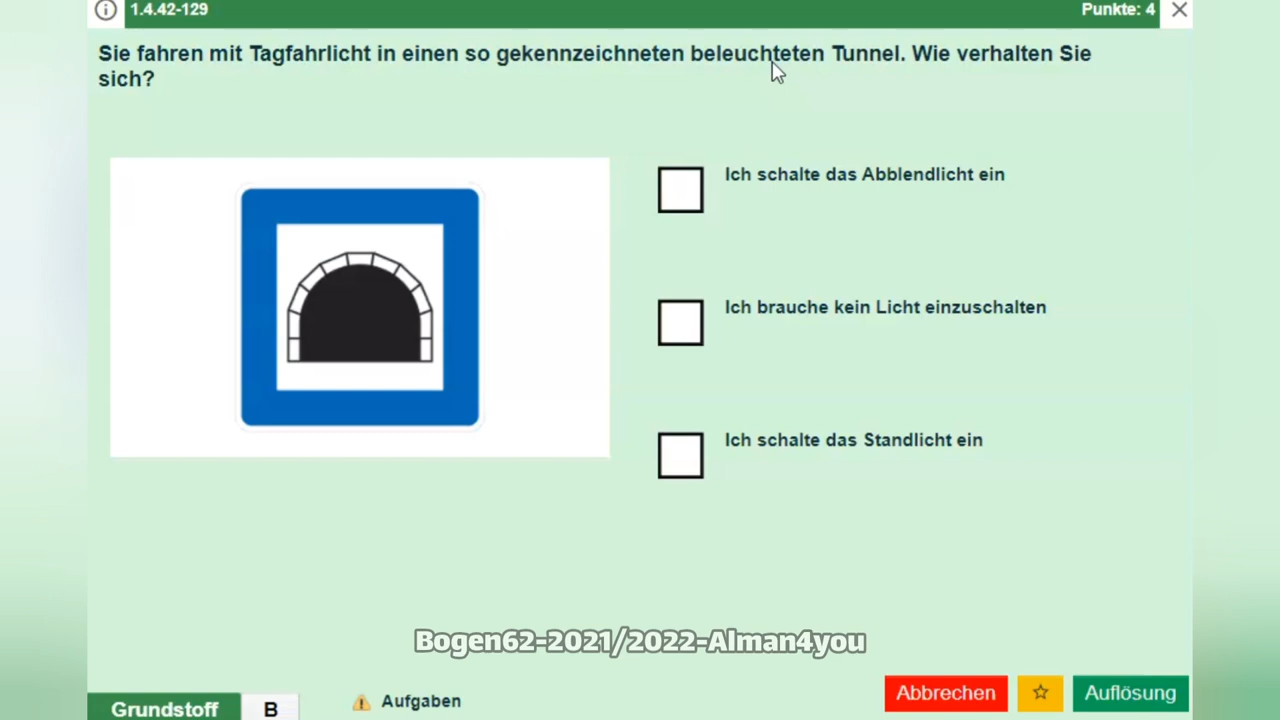 1.4.42-129
Punkte: 4
Sie fahren mit Tagfahrlicht in einen so gekennzeichneten beleuchteten Tunnel. Wie verhalten Sie
sich?
Ich schalte das Abblendlicht ein
Ich brauche kein Licht einzuschalten
Ich schalte das Standlicht ein
Bogen62-2021/2022-Alman4you
Grundstoff
B
Aufgaben
Abbrechen
Auflösung